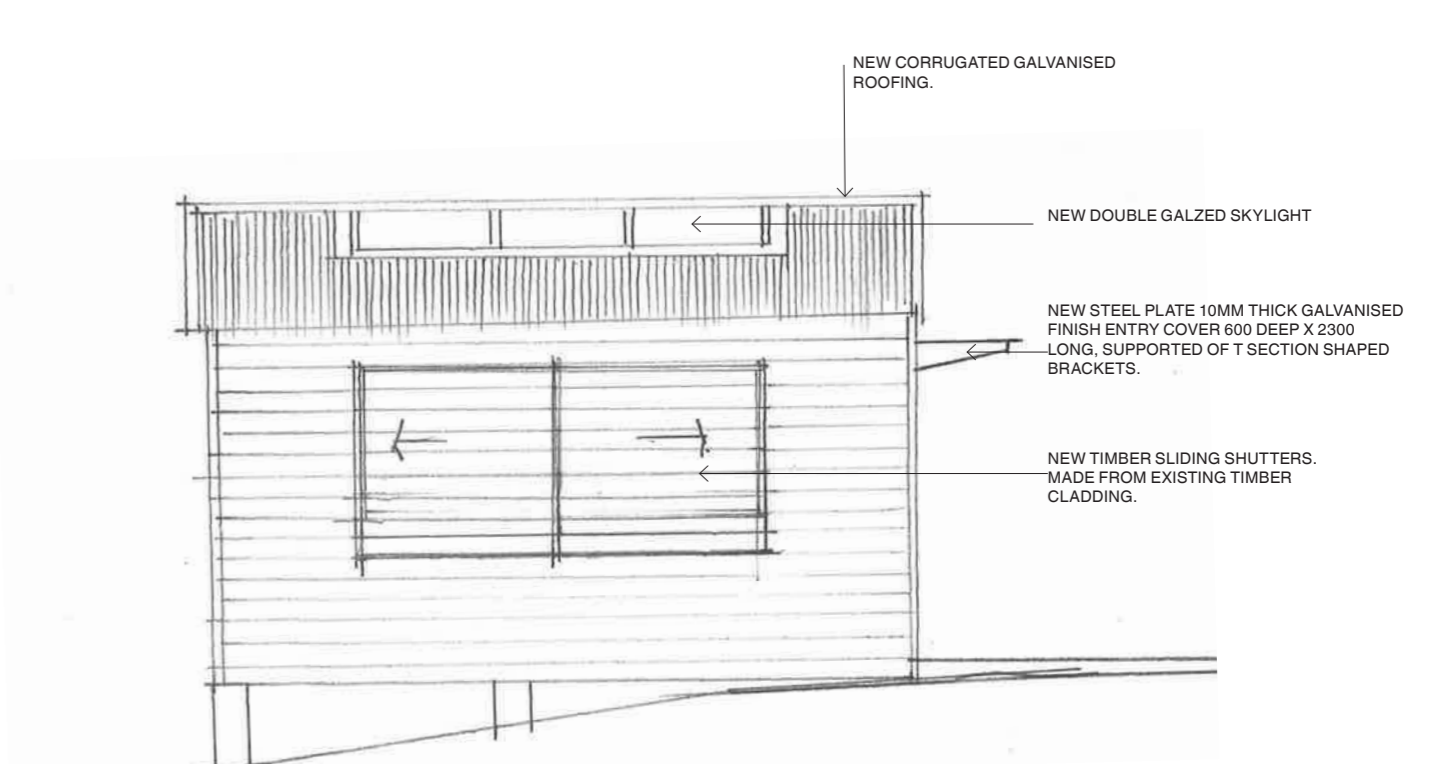 NEW CORRUGATED GALVANISED
ROOFING.
NEW DOUBLE GALZED SKYLIGHT
NEW STEEL PLATE 10MM THICK GALVANISED
FINISH ENTRY COVER 600 DEEP X 2300
LONG, SUPPORTED OF T SECTION SHAPED
BRACKETS.
NEW TIMBER SLIDING SHUTTERS.
MADE FROM EXISTING TIMBER
CLADDING.